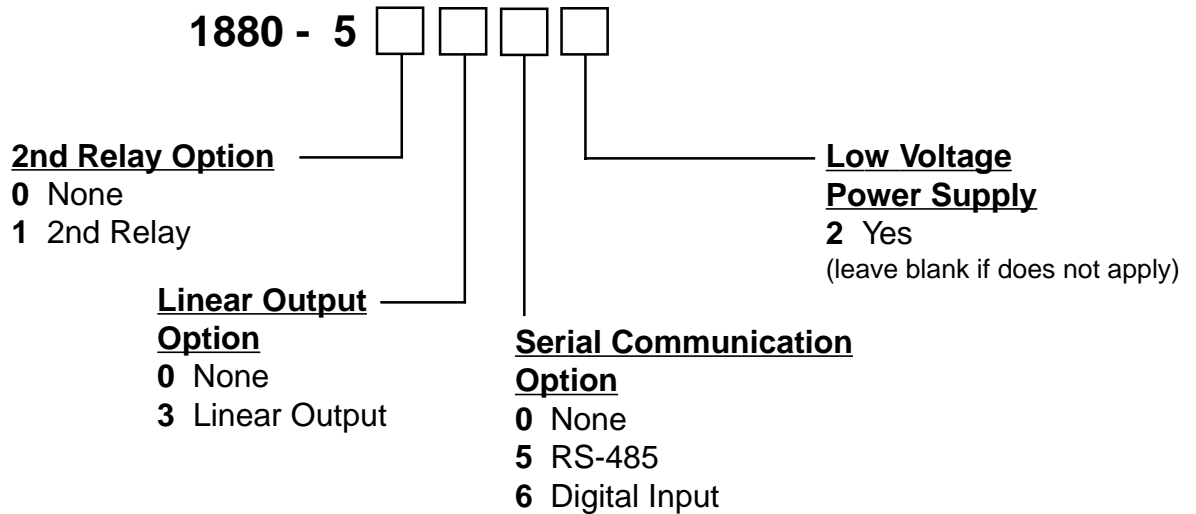 1880 - 5
2nd Relay Option
0 None
1 2nd Relay
Linear Output
Option
0 None
3 Linear Output
Serial Communication
Option
0 None
5 RS-485
6 Digital Input
Low Voltage
Power Supply
2 Yes
(leave blank if does not apply)